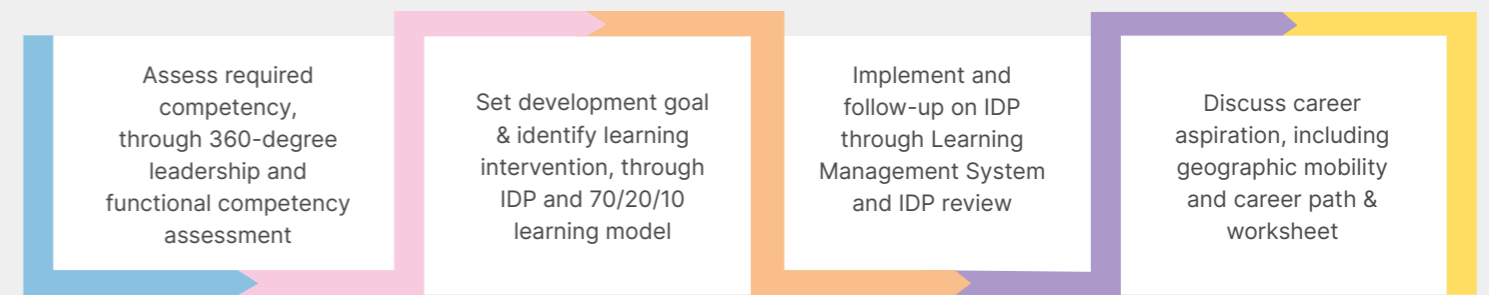 Assess required
competency,
through 360-degree
leadership and
functional competency
assessment
Set development goal
& identify learning
intervention, through
IDP and 70/20/10
learning model
Implement and
follow-up on IDP
through Learning
Management System
and IDP review
Discuss career
aspiration, including
geographic mobility
and career path &
worksheet